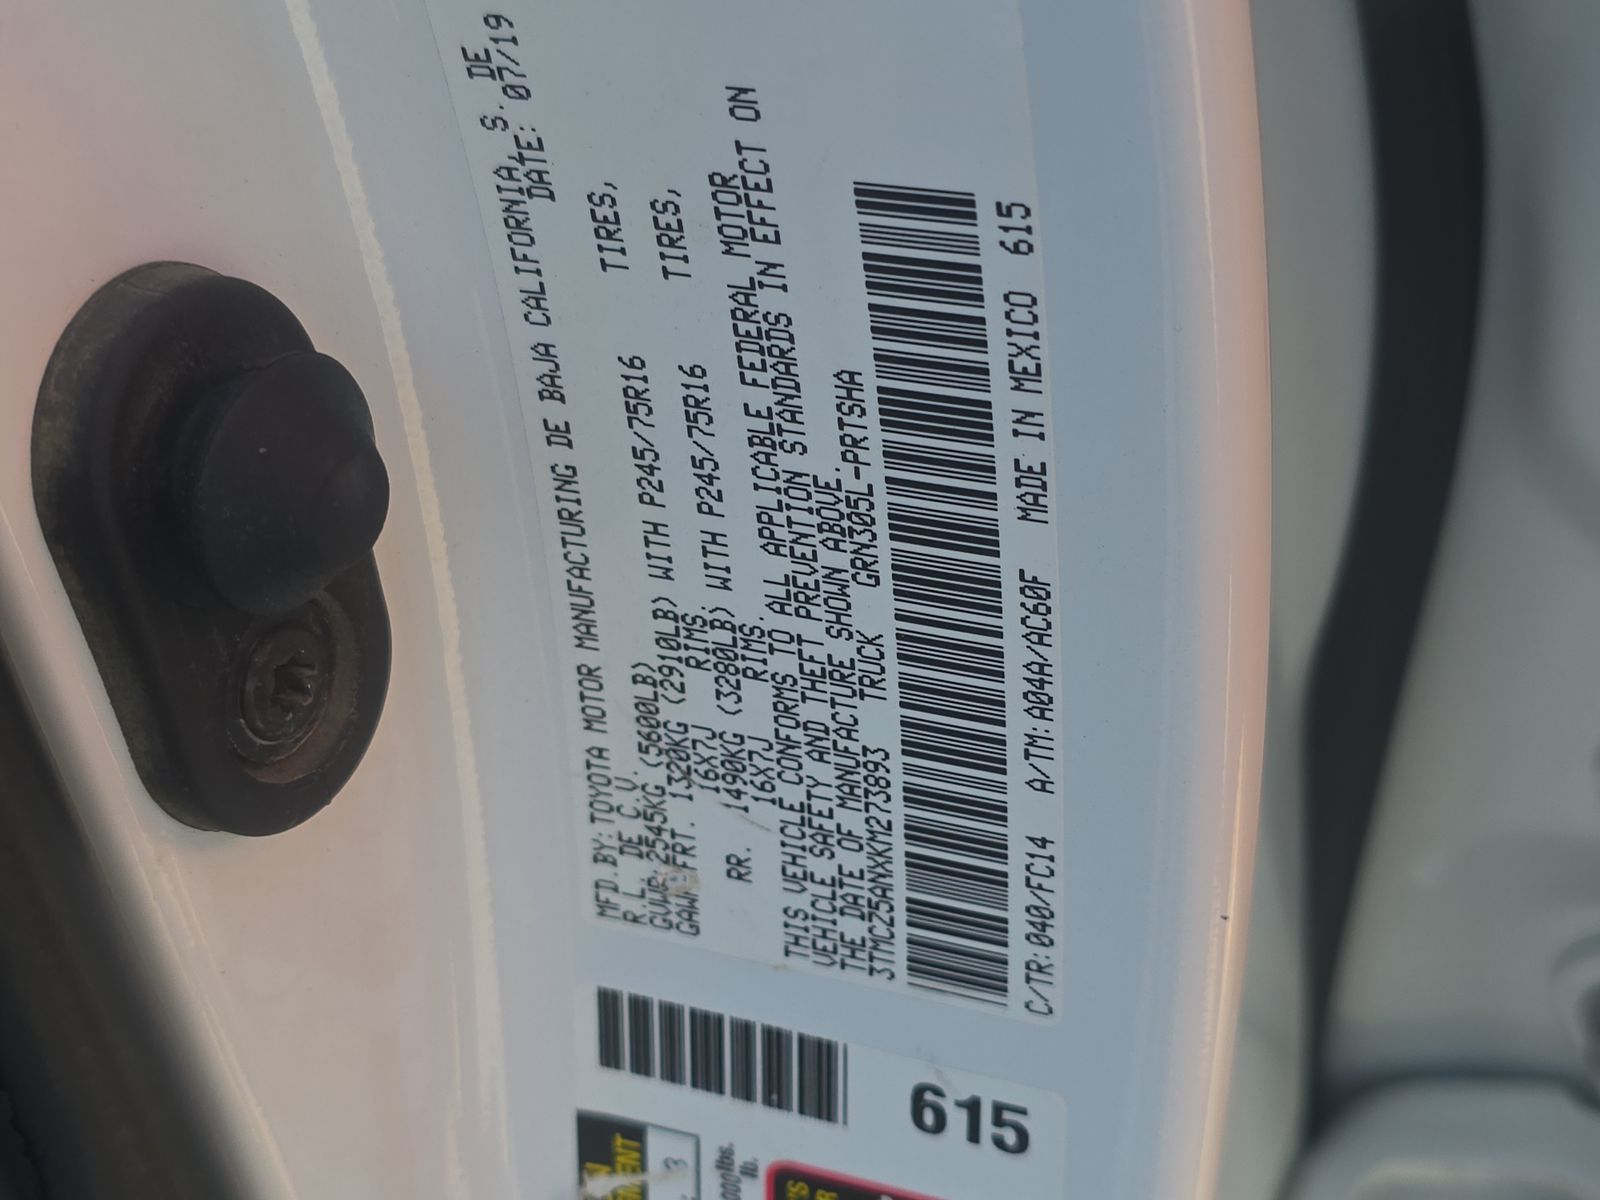 MFD.BY:TOYOTA MOTOR MANUFACTURING DE BAJA CALIFORNIA, S. DE
R.L. DE C.V. DATE: 07/19
GVWR 2545KG (5600LB)
GAWR FRT. 1320KG (2910LB) WITH P245/75R16 TIRES,
16X7J RIMS.
RR. 1490KG (3280LB) WITH P245/75R16 TIRES,
16X7J RIMS.
THIS VEHICLE CONFORMS TO ALL APPLICABLE FEDERAL MOTOR
VEHICLE SAFETY AND THEFT PREVENTION STANDARDS IN EFFECT ON
THE DATE OF MANUFACTURE SHOWN ABOVE.
3TMCZ5ANXKM273893 TRUCK GRN305L-PRTSHA
C/TR:040/FC14 A/TM:A04A/AC60F MADE IN MEXICO 615
615